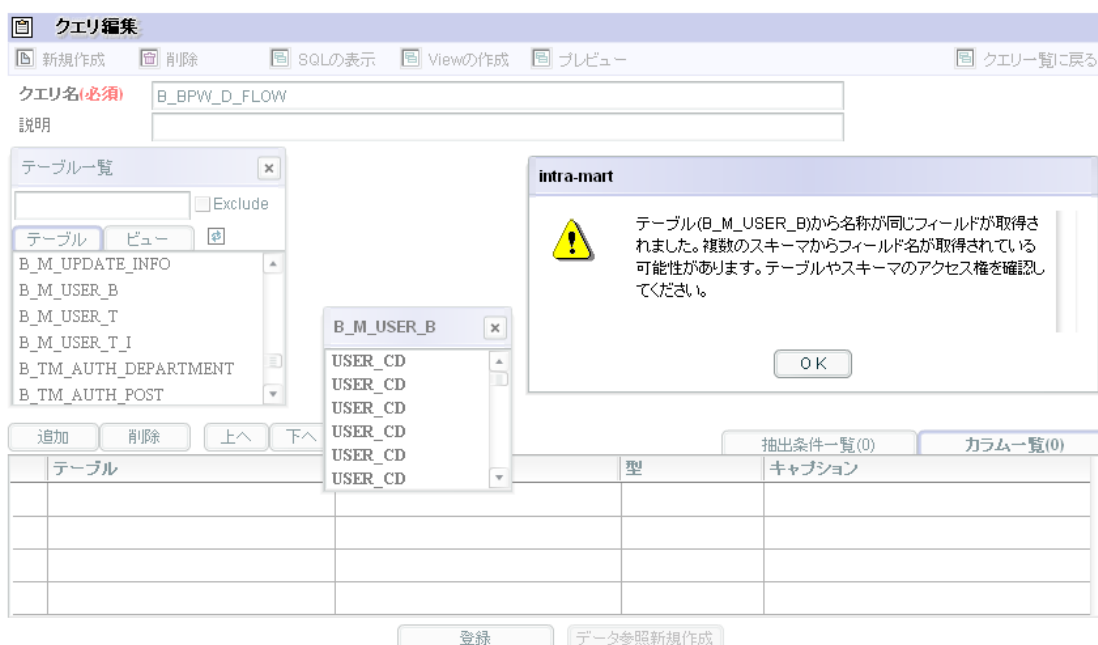 クエリ編集
新規作成 削除 SQLの表示 Viewの作成 プレビュー クエリー覧に戻る
クエリ名(必須) B_BPW_D_FLOW
説明
テーブル一覧
Exclude
テーブル ビュー
B_M_UPDATE_INFO
B_M_USER_B
B_M_USER_T
B_M_USER_T_I
B_TM_AUTH_DEPARTMENT
B_TM_AUTH_POST
B_M_USER_B
USER_CD
USER_CD
USER_CD
USER_CD
USER_CD
USER_CD
intra-mart
テーブル(B_M_USER_B)から名称が同じフィールドが取得さ
れました。複数のスキーマからフィールド名が取得されている
可能性があります。テーブルやスキーマのアクセス権を確認し
てください。
OK
追加 削除 上へ 下へ 抽出条件一覧(0) カラム一覧(0)
テーブル 型 キャプション
登録 データ参照新規作成